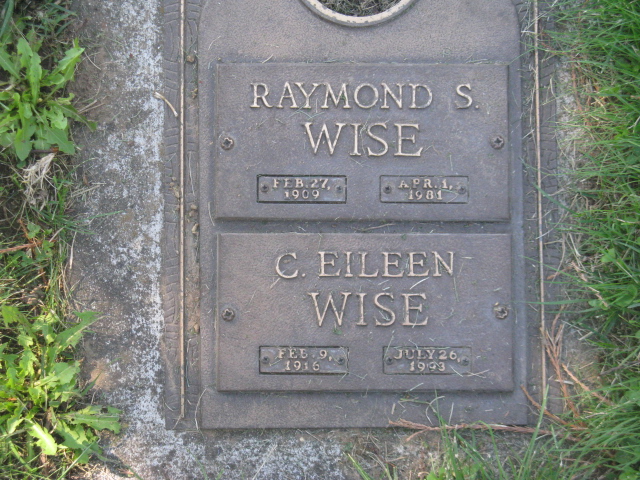 RAYMOND S.
WISE
FEB. 27, 1909
APR. 1, 1981
C. EILEEN
WISE
FEB. 9, 1916
JULY 26, 1993